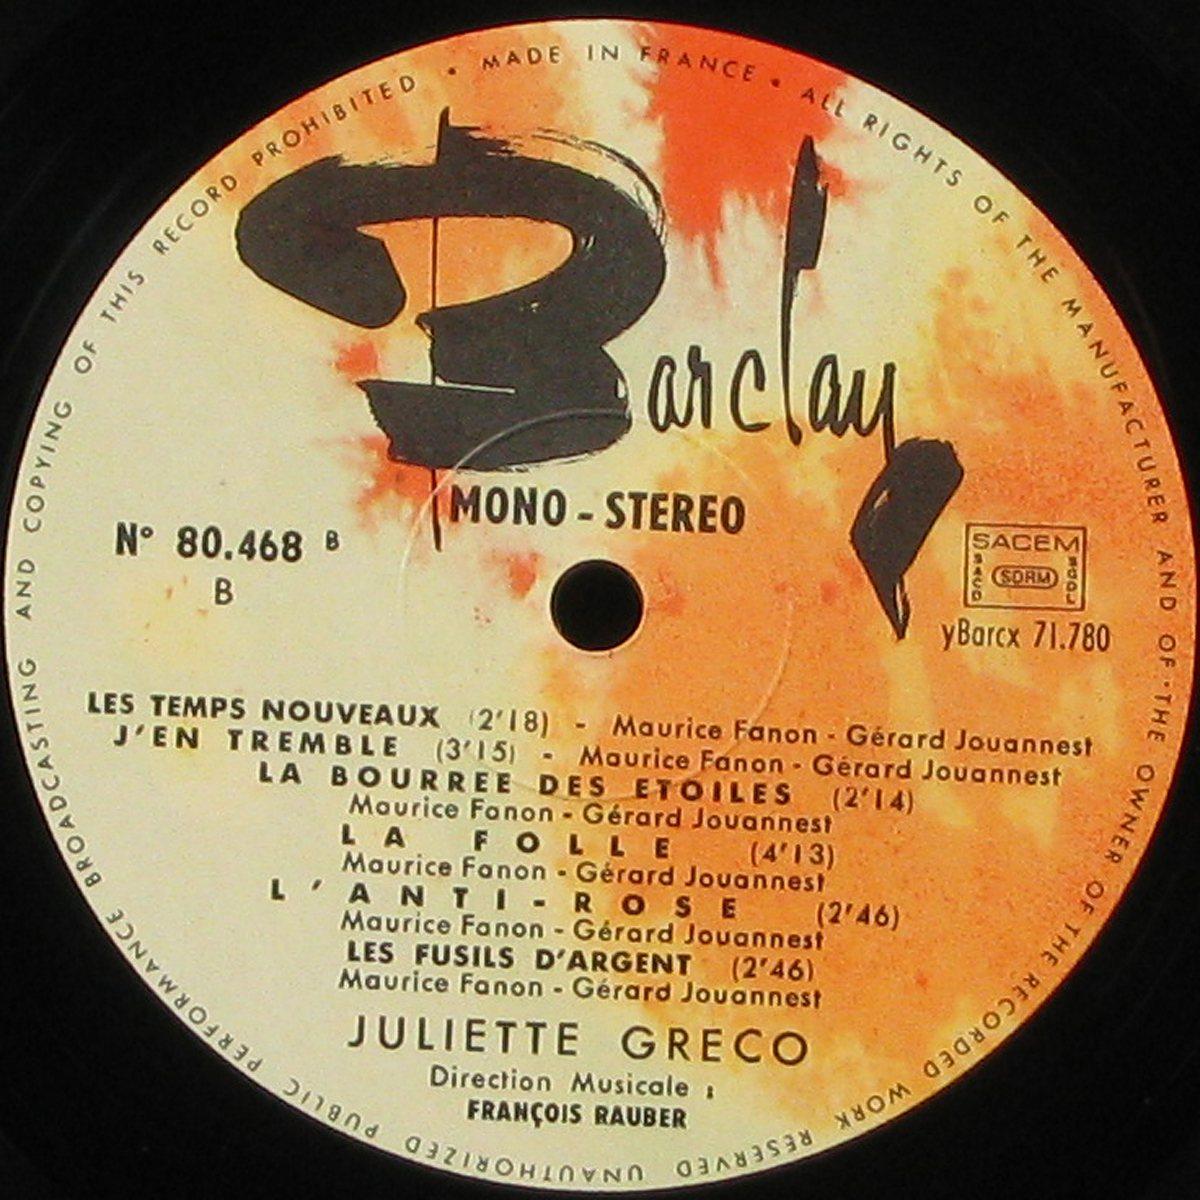 MADE IN FRANCE • ALL RIGHTS OF THE MANUFACTURER AND OF THE OWNER OF THE RECORDED WORK RESERVED UNAUTHORIZED PUBLIC PERFORMANCE BROADCASTING AND COPYING OF THIS RECORD PROHIBITED •
Barclay
MONO - STEREO
N° 80.468 B
B
SACEM
SACD SDRM SGDL
yBarcx 71.780
LES TEMPS NOUVEAUX (2'18) - Maurice Fanon - Gérard Jouannest
J'EN TREMBLE (3'15) - Maurice Fanon - Gérard Jouannest
LA BOURREE DES ETOILES (2'14)
Maurice Fanon - Gérard Jouannest
LA FOLLE (4'13)
Maurice Fanon - Gérard Jouannest
L'ANTI-ROSE (2'46)
Maurice Fanon - Gérard Jouannest
LES FUSILS D'ARGENT (2'46)
Maurice Fanon - Gérard Jouannest
JULIETTE GRECO
Direction Musicale :
FRANÇOIS RAUBER